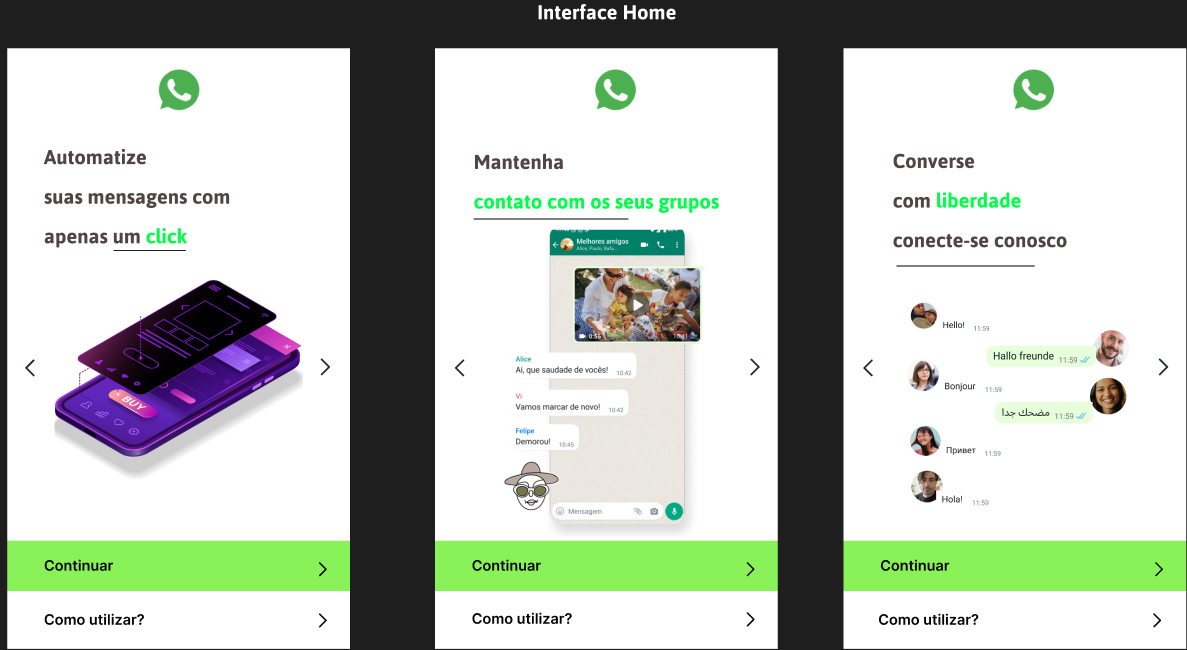 Interface Home
Automatize
suas mensagens com
apenas um click
BUY
Continuar
Como utilizar?
Mantenha
contato com os seus grupos
Melhores amigos
Alice, Paulo, Rafa..
0:56
10:41
Alice
Ai, que saudade de vocês!
10:42
Vi
Vamos marcar de novo!
10:42
Felipe
Demorou!
10:45
Mensagem
Continuar
Como utilizar?
Converse
com liberdade
conecte-se conosco
Hello! 11:59
Hallo freunde 11:59
Bonjour 11:59
مضحك جدا 11:59
Привет 11:59
Hola! 11:59
Continuar
Como utilizar?